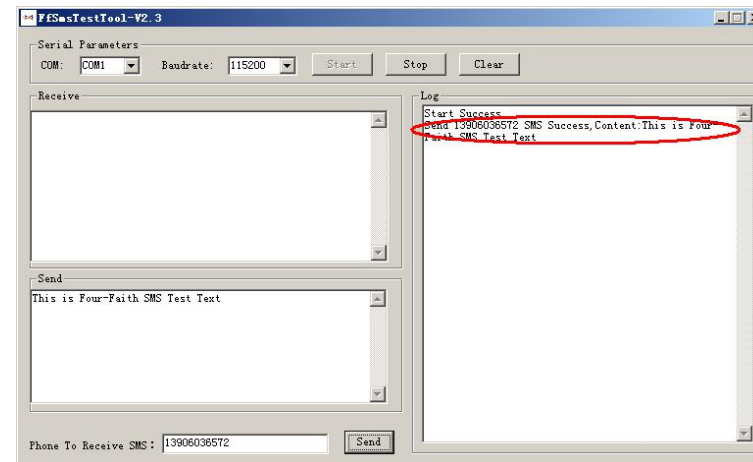 FfSmsTestTool-V2.3
Serial Parameters
COM: COM1 Baudrate: 115200 Start Stop Clear
Receive
Log
Start Success
Send 13906036572 SMS Success,Content:This is Four-
Faith SMS Test Text
Send
This is Four-Faith SMS Test Text
Phone To Receive SMS: 13906036572 Send